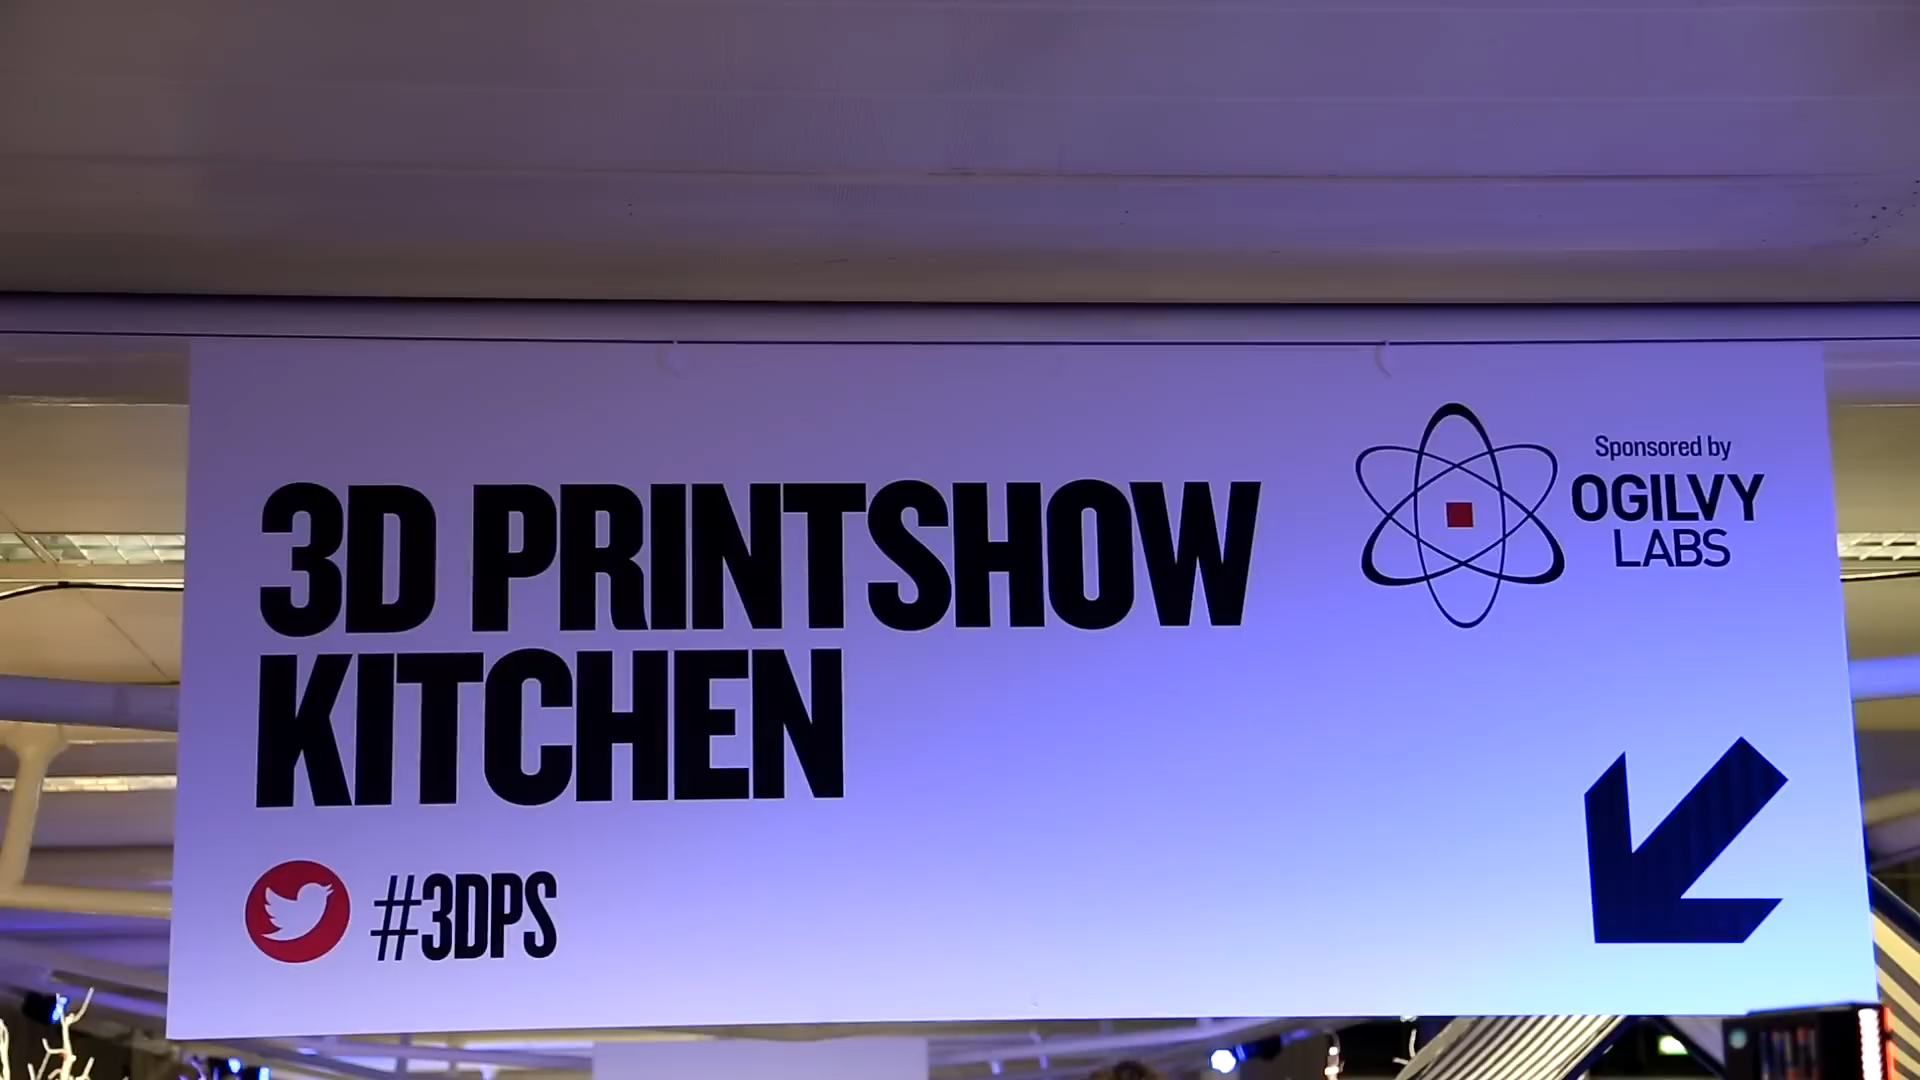 3D PRINTSHOW
KITCHEN
#3DPS
Sponsored by
OGILVY
LABS